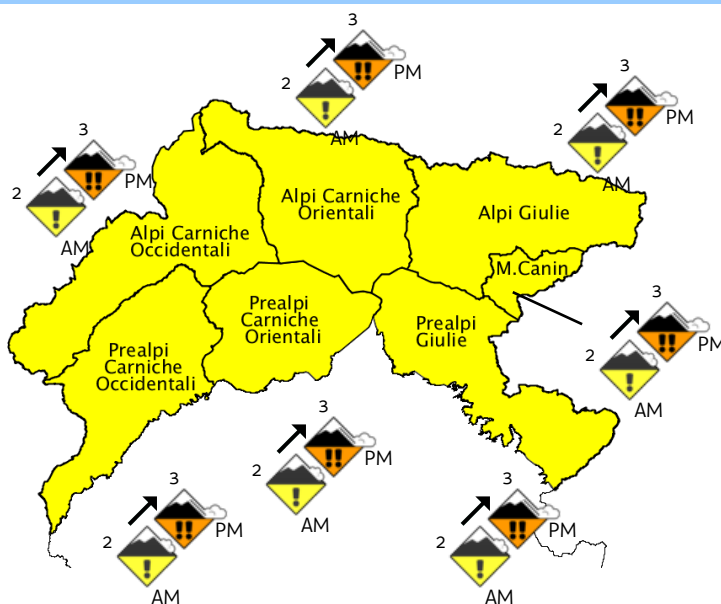 3
2
PM
AM
3
2
PM
AM
3
2
PM
AM
Alpi Carniche
Orientali
Alpi Giulie
Alpi Carniche
Occidentali
M.Canin
Prealpi
Carniche
Orientali
Prealpi
Giulie
Prealpi
Carniche
Occidentali
3
2
PM
AM
3
2
PM
AM
3
2
PM
AM
3
2
PM
AM